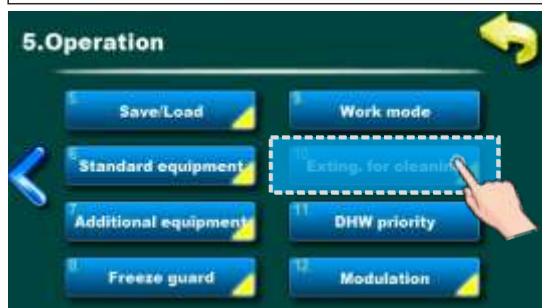 5.Operation
5 Save/Load
9 Work mode
6 Standard equipment
10 Exting. for cleaning
7 Additional equipment
11 DHW priority
8 Freeze guard
12 Modulation